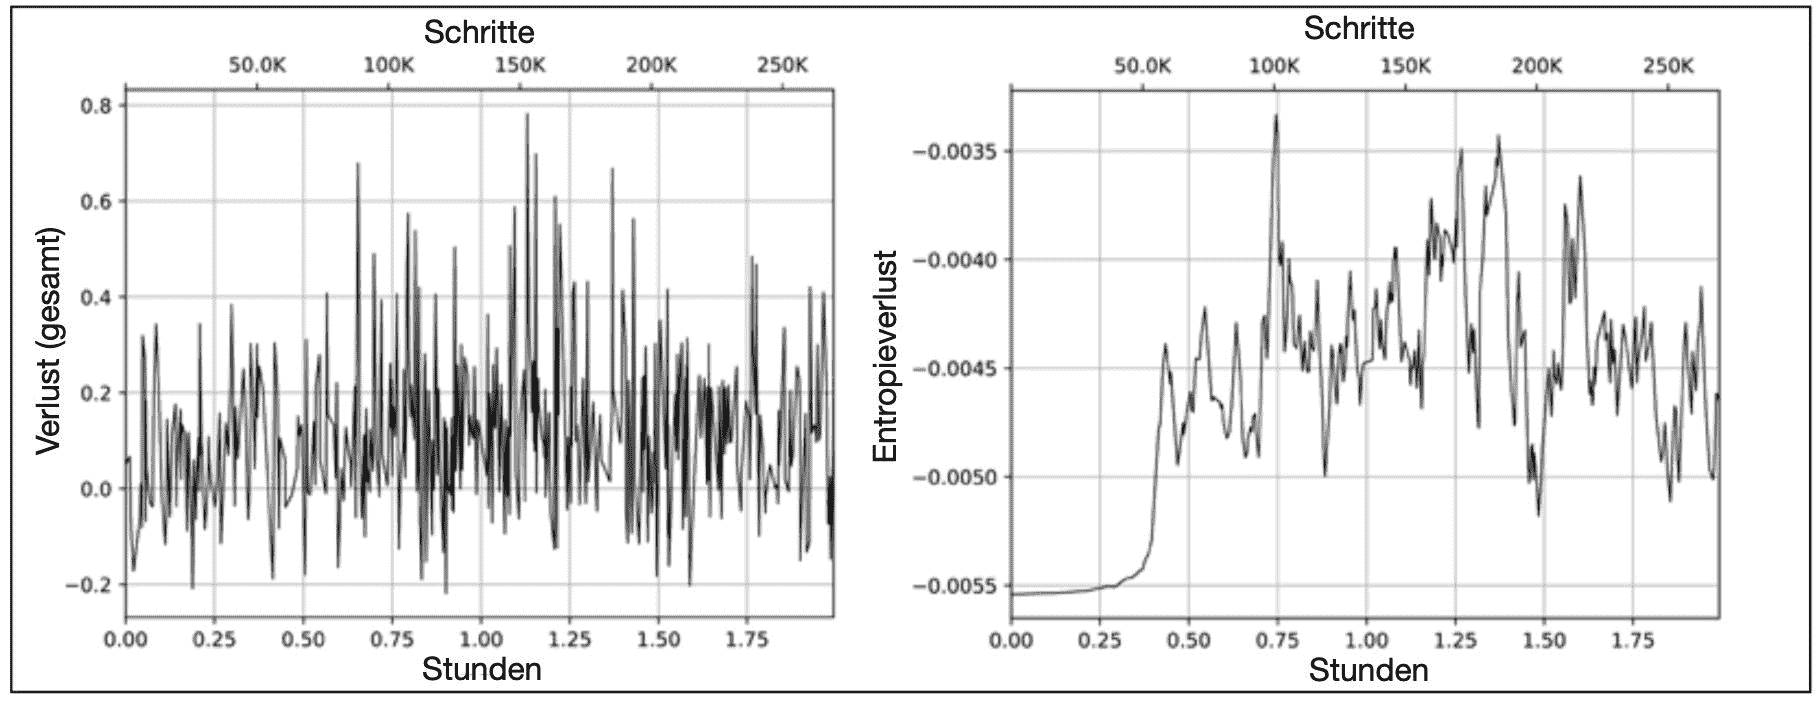 Schritte
50.0K 100K 150K 200K 250K
0.8
0.6
0.4
0.2
0.0
−0.2
Verlust (gesamt)
0.00 0.25 0.50 0.75 1.00 1.25 1.50 1.75
Stunden
Schritte
50.0K 100K 150K 200K 250K
−0.0035
−0.0040
−0.0045
−0.0050
−0.0055
Entropieverlust
0.00 0.25 0.50 0.75 1.00 1.25 1.50 1.75
Stunden